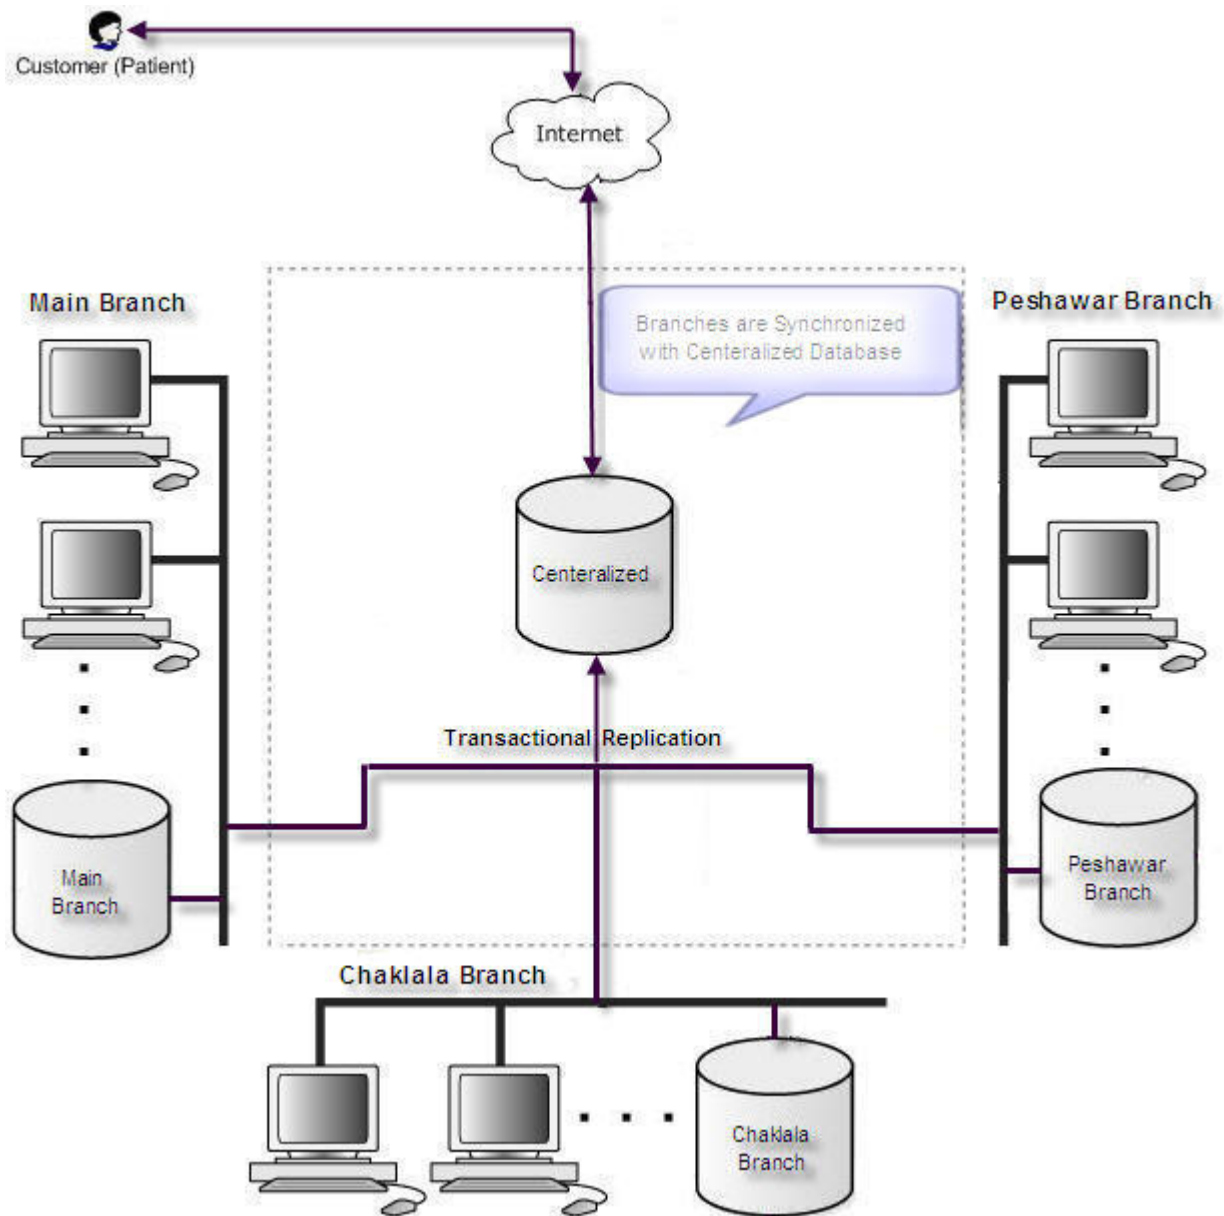 Customer (Patient)
Internet
Main Branch
Branches are Synchronized
with Centeralized Database
Peshawar Branch
Centeralized
Transactional Replication
Main
Branch
Peshawar
Branch
Chaklala Branch
Chaklala
Branch